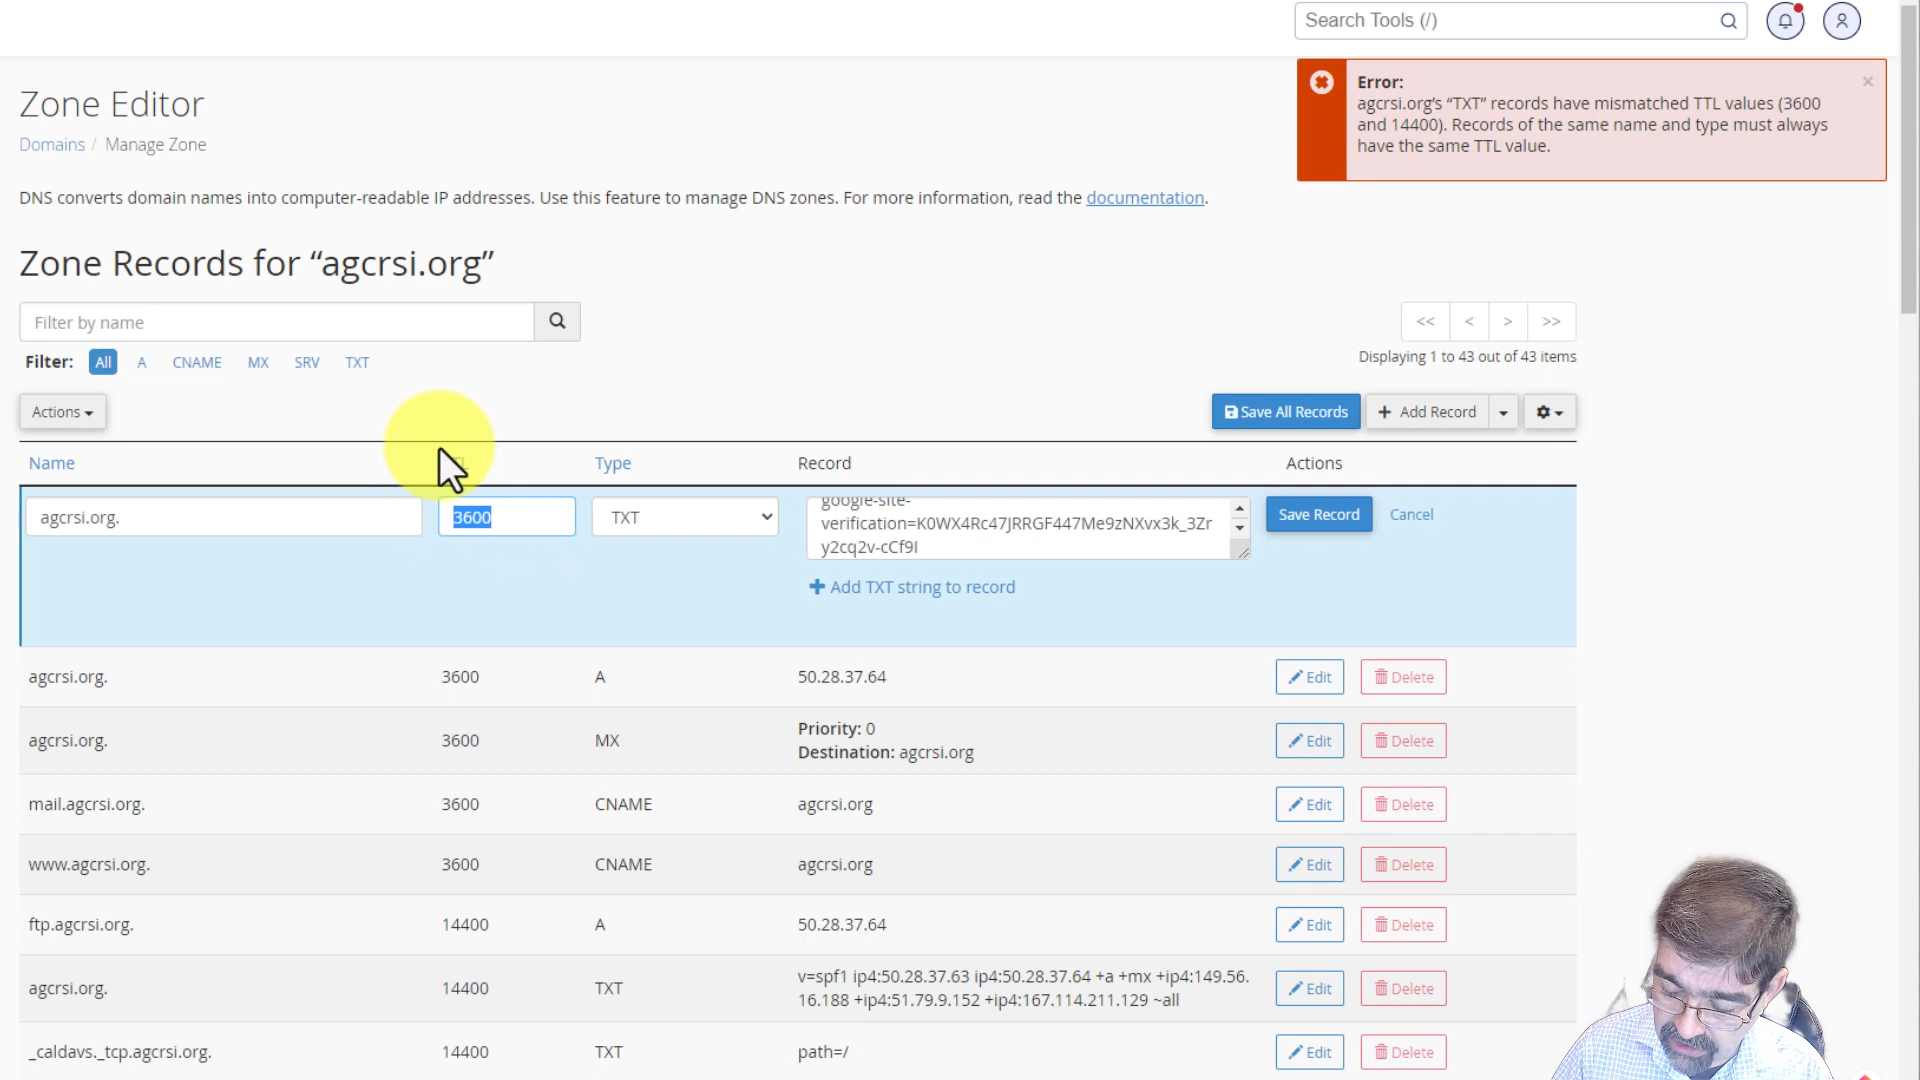 Search Tools (/)
Error:
agcrsi.org's “TXT” records have mismatched TTL values (3600
and 14400). Records of the same name and type must always
have the same TTL value.
Zone Editor
Domains / Manage Zone
DNS converts domain names into computer-readable IP addresses. Use this feature to manage DNS zones. For more information, read the documentation.
Zone Records for “agcrsi.org”
Filter by name
<< < > >>
Filter: All A CNAME MX SRV TXT
Displaying 1 to 43 out of 43 items
Actions
Save All Records + Add Record
Name Type Record Actions
agcrsi.org. 3600 TXT
google-site-
verification=K0WX4Rc47JRRGF447Me9zNXvx3k_3Zr
y2cq2v-cCf9I
Save Record Cancel
+ Add TXT string to record
agcrsi.org. 3600 A 50.28.37.64 Edit Delete
agcrsi.org. 3600 MX Priority: 0
Destination: agcrsi.org Edit Delete
mail.agcrsi.org. 3600 CNAME agcrsi.org Edit Delete
www.agcrsi.org. 3600 CNAME agcrsi.org Edit Delete
ftp.agcrsi.org. 14400 A 50.28.37.64 Edit Delete
agcrsi.org. 14400 TXT v=spf1 ip4:50.28.37.63 ip4:50.28.37.64 +a +mx +ip4:149.56.
16.188 +ip4:51.79.9.152 +ip4:167.114.211.129 ~all Edit Delete
_caldavs._tcp.agcrsi.org. 14400 TXT path=/ Edit Delete